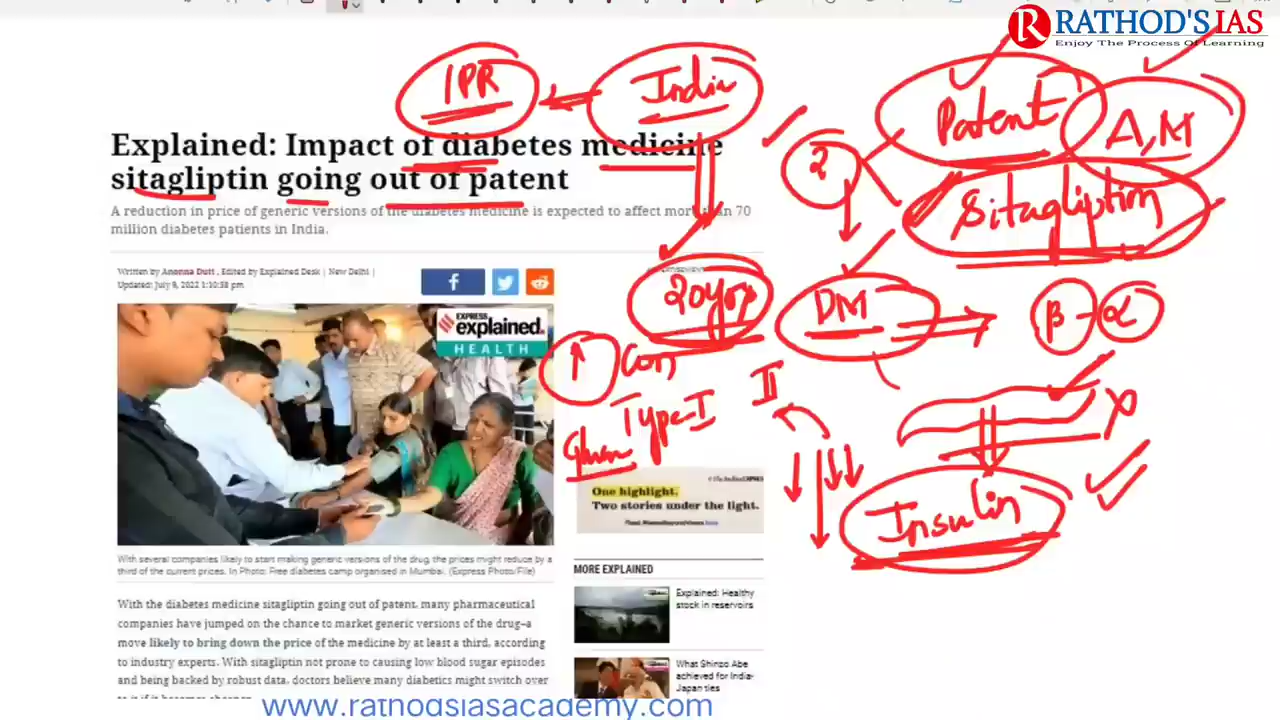 RATHOD'S IAS
Enjoy The Process Of Learning
IPR
India
Patent
A, M
2
Sitagliptin
Explained: Impact of diabetes medicine
sitagliptin going out of patent
A reduction in price of generic versions of the diabetes medicine is expected to affect more than 70
million diabetes patients in India.
Written by Anonna Dutt , Edited by Explained Desk | New Delhi |
Updated: July 9, 2022 1:10:58 pm
DM
β - α
EXPRESS
explained.
HEALTH
Con
Type-I
II
Insulin
One highlight.
Two stories under the light.
With several companies likely to start making generic versions of the drug, the prices might reduce by a
third of the current prices. In Photo: Free diabetes camp organised in Mumbai. (Express Photo/File)
MORE EXPLAINED
Explained: Healthy
stock in reservoirs
With the diabetes medicine sitagliptin going out of patent, many pharmaceutical
companies have jumped on the chance to market generic versions of the drug–a
move likely to bring down the price of the medicine by at least a third, according
to industry experts. With sitagliptin not prone to causing low blood sugar episodes
and being backed by robust data, doctors believe many diabetics might switch over
What Shinzo Abe
achieved for India-
Japan ties
www.rathodsiasacademy.com